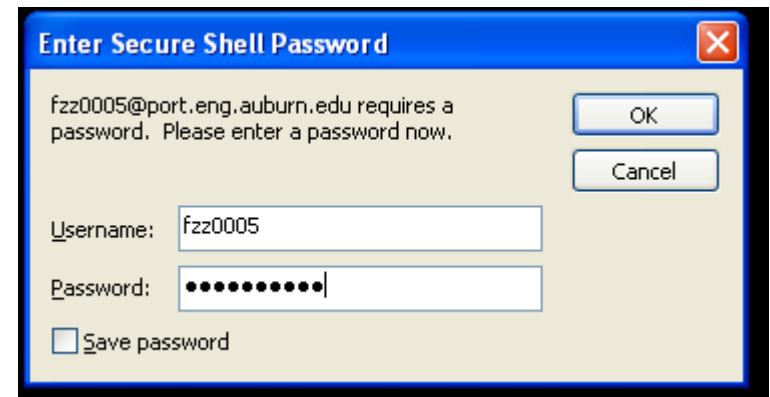 Enter Secure Shell Password
fzz0005@port.eng.auburn.edu requires a
password. Please enter a password now.
OK
Cancel
Username: fzz0005
Password: ●●●●●●●●●●
Save password